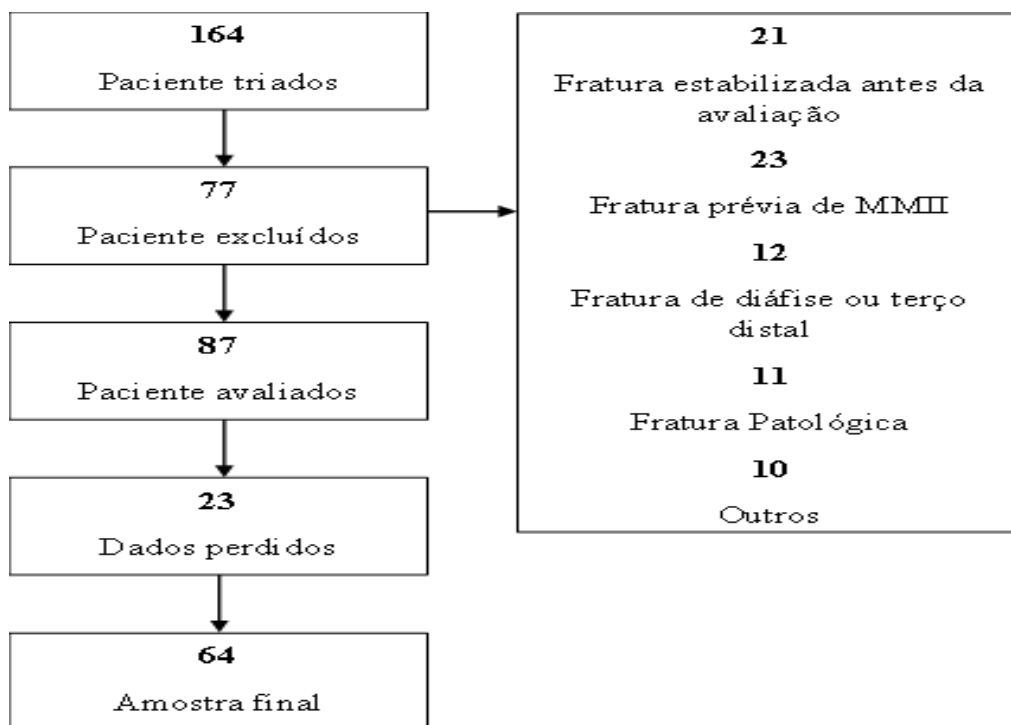 164
Paciente triados
77
Paciente excluídos
87
Paciente avaliados
23
Dados perdidos
64
Amostra final
21
Fratura estabilizada antes da
avaliação
23
Fratura prévia de MMII
12
Fratura de diáfise ou terço
distal
11
Fratura Patológica
10
Outros